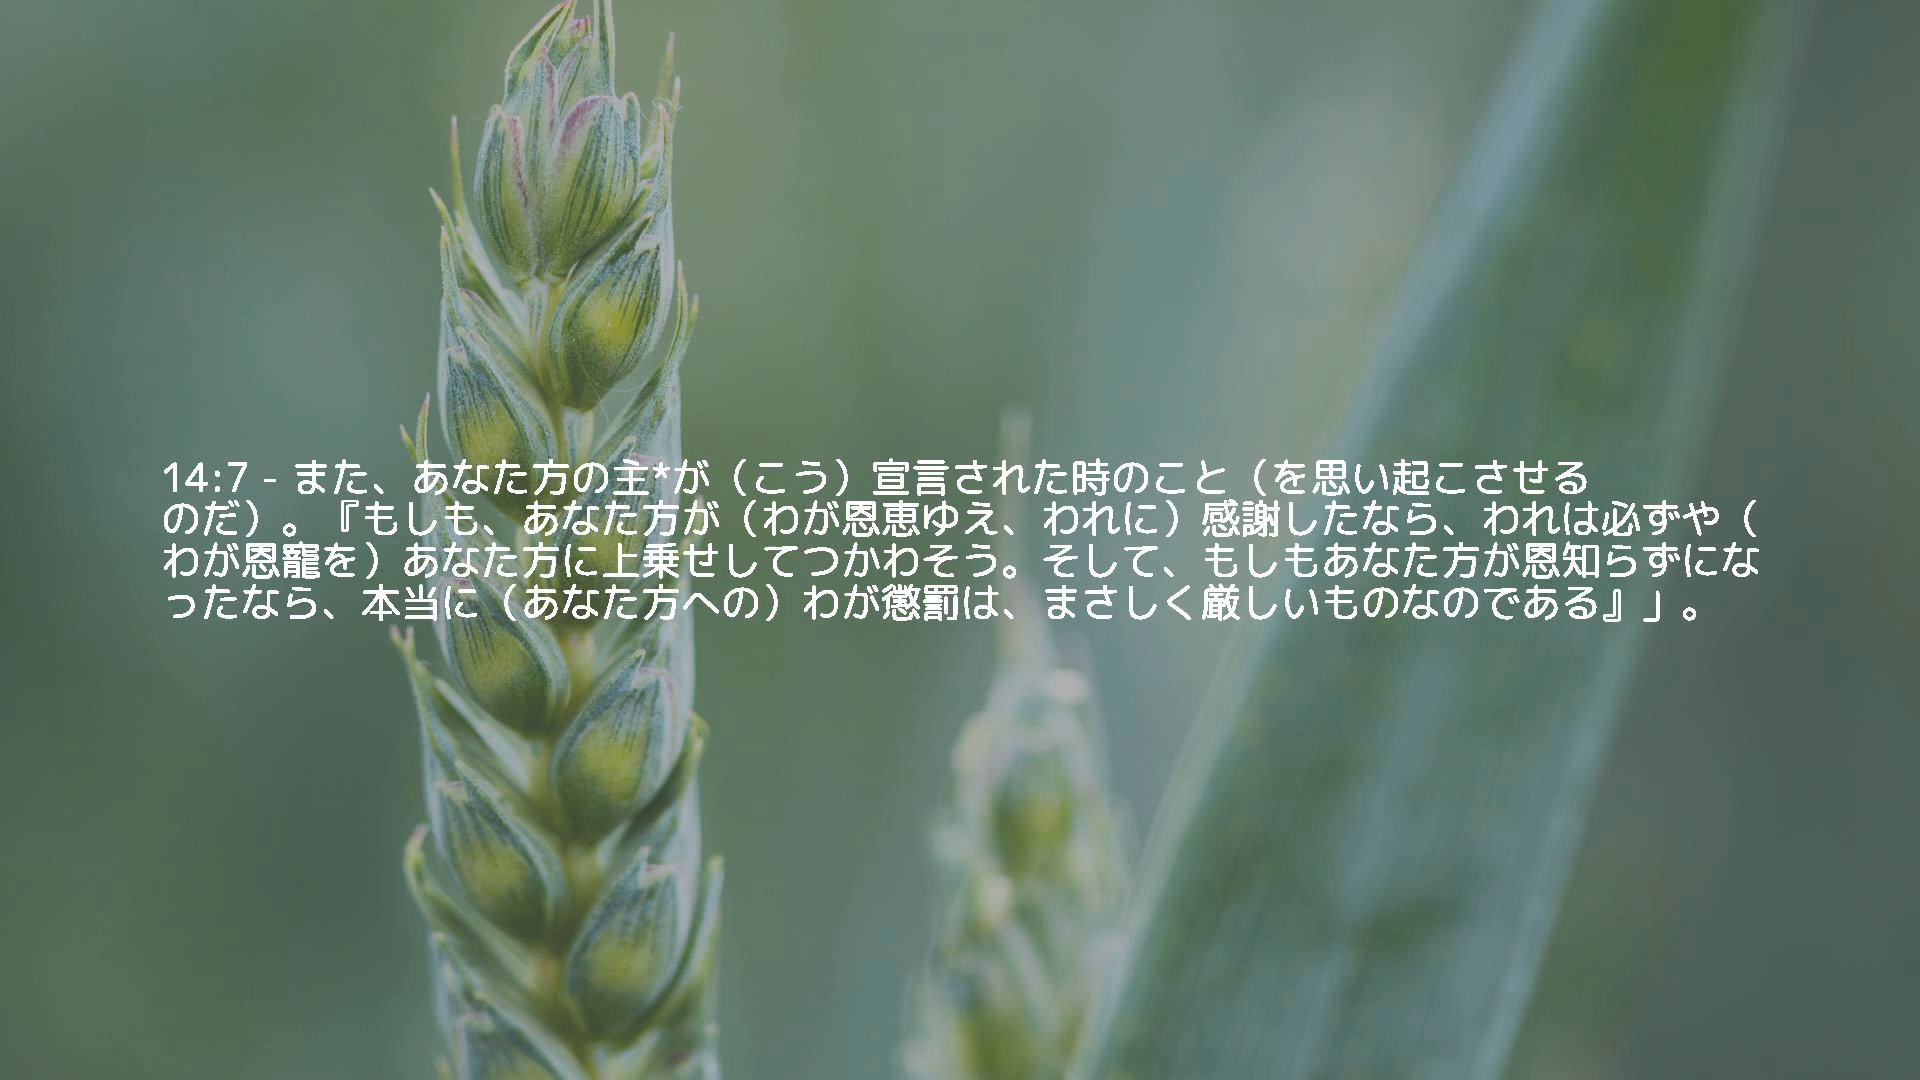 14:7 - また、あなた方の主*が（こう）宣言された時のこと（を思い起こさせる
のだ）。『もしも、あなた方が（わが恩恵ゆえ、われに）感謝したなら、われは必ずや（
わが恩寵を）あなた方に上乗せしてつかわそう。そして、もしもあなた方が恩知らずにな
ったなら、本当に（あなた方への）わが懲罰は、まさしく厳しいものなのである』」。